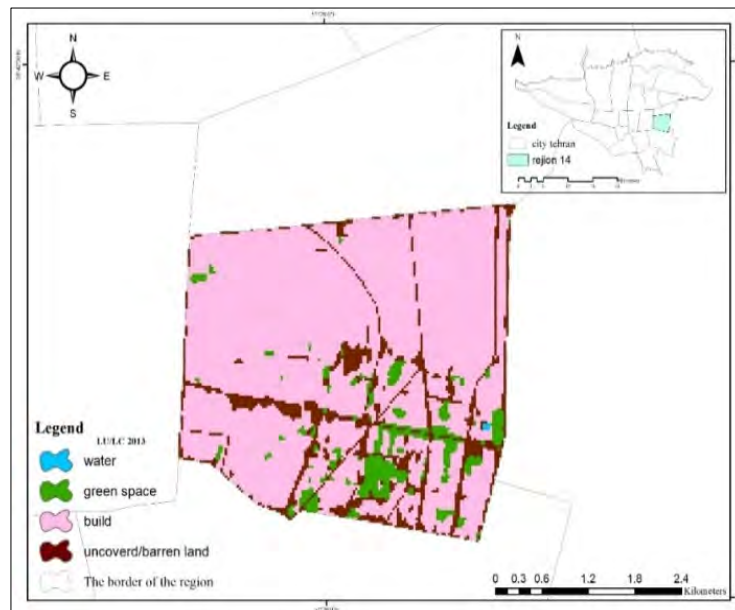 N
W
E
S
N
Legend
city tehran
rejion 14
Legend
LU/LC 2013
water
green space
build
uncoverd/barren land
The border of the region
0 0.3 0.6 1.2 1.8 2.4
Kilometers